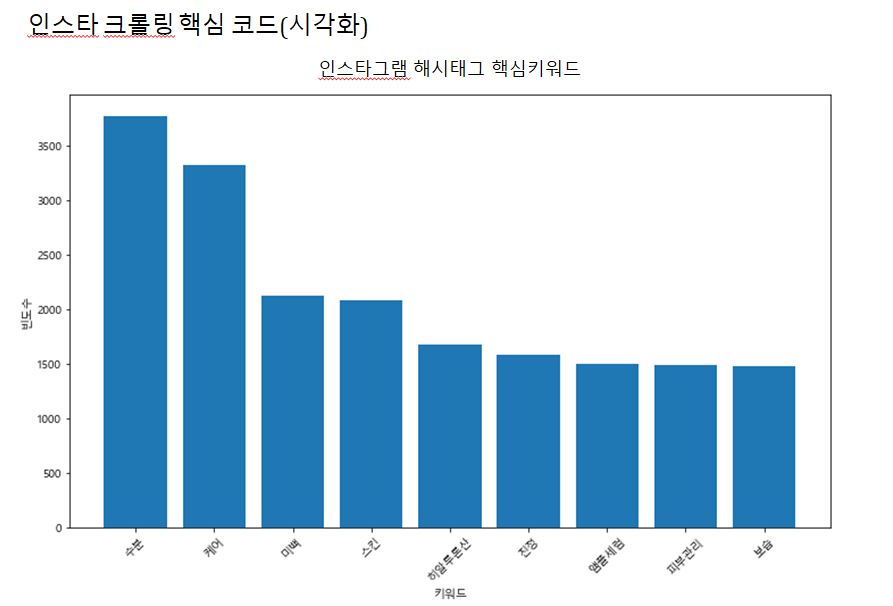 인스타 크롤링 핵심 코드(시각화)
인스타그램 해시태그 핵심키워드
3500
3000
2500
2000
1500
1000
500
0
빈도수
수분
케어
미백
스킨
히알루론산
진정
앰플세럼
피부관리
보습
키워드